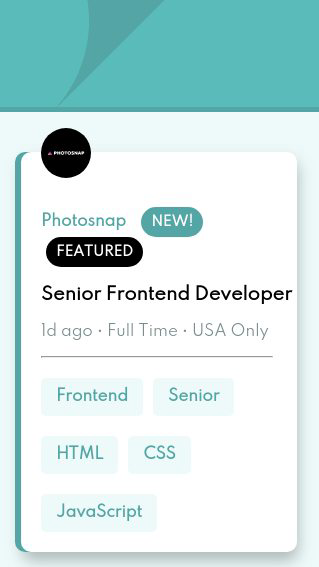 PHOTOSNAP
Photosnap NEW!
FEATURED
Senior Frontend Developer
1d ago • Full Time • USA Only
Frontend Senior
HTML CSS
JavaScript